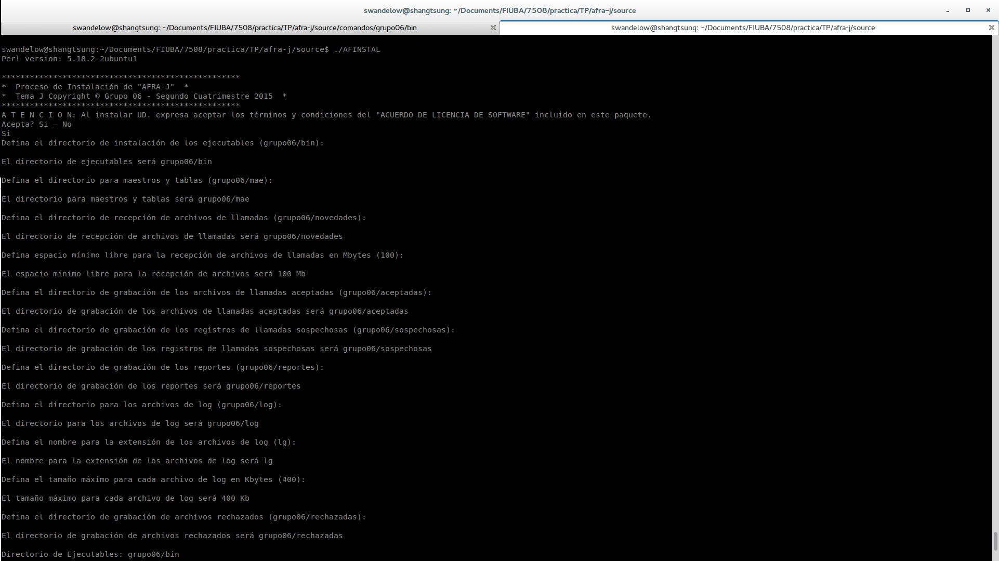 swandelow@shangtsung: ~/Documents/FIUBA/7508/practica/TP/afra-j/source
swandelow@shangtsung: ~/Documents/FIUBA/7508/practica/TP/afra-j/source/comandos/grupo06/bin
swandelow@shangtsung: ~/Documents/FIUBA/7508/practica/TP/afra-j/source
swandelow@shangtsung:~/Documents/FIUBA/7508/practica/TP/afra-j/source$ ./AFINSTAL
Perl version: 5.18.2-2ubuntu1
***************************************************
*  Proceso de Instalación de "AFRA-J"  *
*  Tema J Copyright © Grupo 06 - Segundo Cuatrimestre 2015  *
***************************************************
A T E N C I O N: Al instalar UD. expresa aceptar los términos y condiciones del "ACUERDO DE LICENCIA DE SOFTWARE" incluido en este paquete.
Acepta? Si – No
Si
Defina el directorio de instalación de los ejecutables (grupo06/bin):
El directorio de ejecutables será grupo06/bin
Defina el directorio para maestros y tablas (grupo06/mae):
El directorio para maestros y tablas será grupo06/mae
Defina el directorio de recepción de archivos de llamadas (grupo06/novedades):
El directorio de recepción de archivos de llamadas será grupo06/novedades
Defina espacio mínimo libre para la recepción de archivos de llamadas en Mbytes (100):
El espacio mínimo libre para la recepción de archivos será 100 Mb
Defina el directorio de grabación de los archivos de llamadas aceptadas (grupo06/aceptadas):
El directorio de grabación de los archivos de llamadas aceptadas será grupo06/aceptadas
Defina el directorio de grabación de los registros de llamadas sospechosas (grupo06/sospechosas):
El directorio de grabación de los registros de llamadas sospechosas será grupo06/sospechosas
Defina el directorio de grabación de los reportes (grupo06/reportes):
El directorio de grabación de los reportes será grupo06/reportes
Defina el directorio para los archivos de log (grupo06/log):
El directorio para los archivos de log será grupo06/log
Defina el nombre para la extensión de los archivos de log (lg):
El nombre para la extensión de los archivos de log será lg
Defina el tamaño máximo para cada archivo de log en Kbytes (400):
El tamaño máximo para cada archivo de log será 400 Kb
Defina el directorio de grabación de archivos rechazados (grupo06/rechazadas):
El directorio de grabación de archivos rechazados será grupo06/rechazadas
Directorio de Ejecutables: grupo06/bin